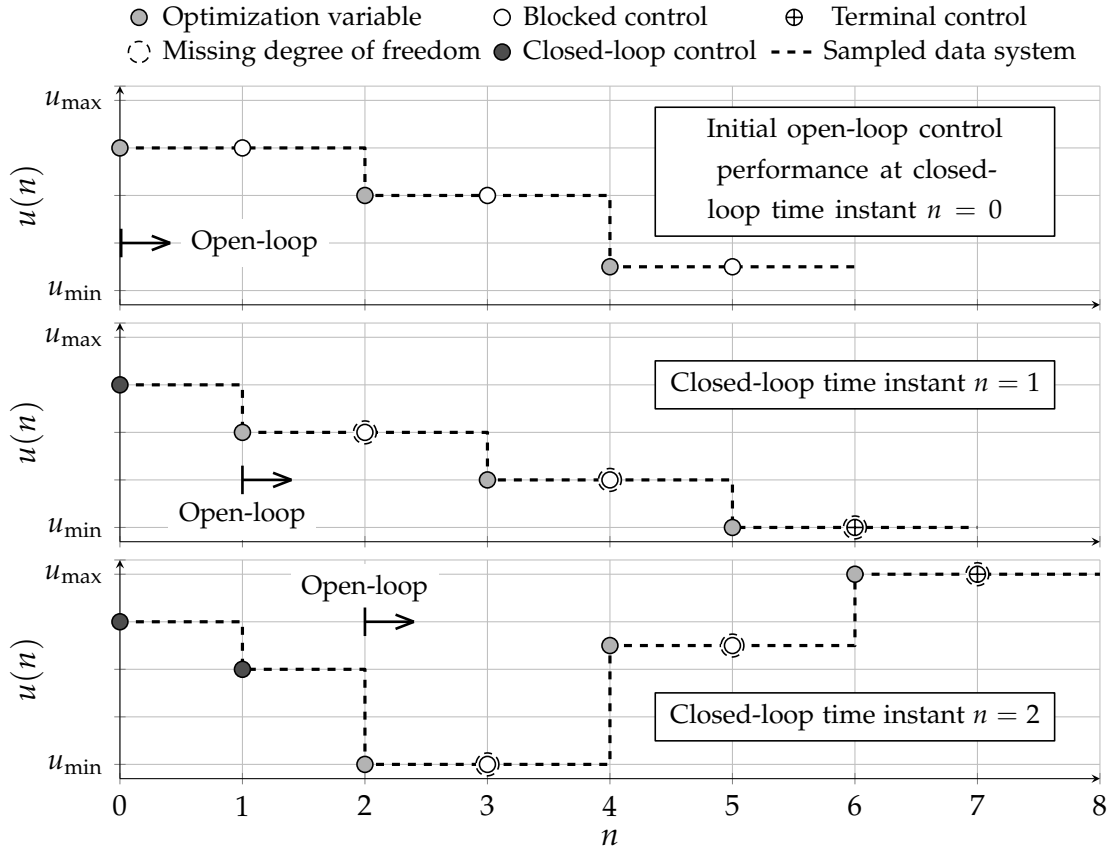 Optimization variable Blocked control Terminal control
Missing degree of freedom Closed-loop control Sampled data system
u_max
u(n)
u_min
Open-loop
Initial open-loop control
performance at closed-
loop time instant n = 0
u_max
u(n)
u_min
Open-loop
Closed-loop time instant n = 1
u_max
u(n)
u_min
Open-loop
Closed-loop time instant n = 2
0 1 2 3 4 5 6 7 8
n